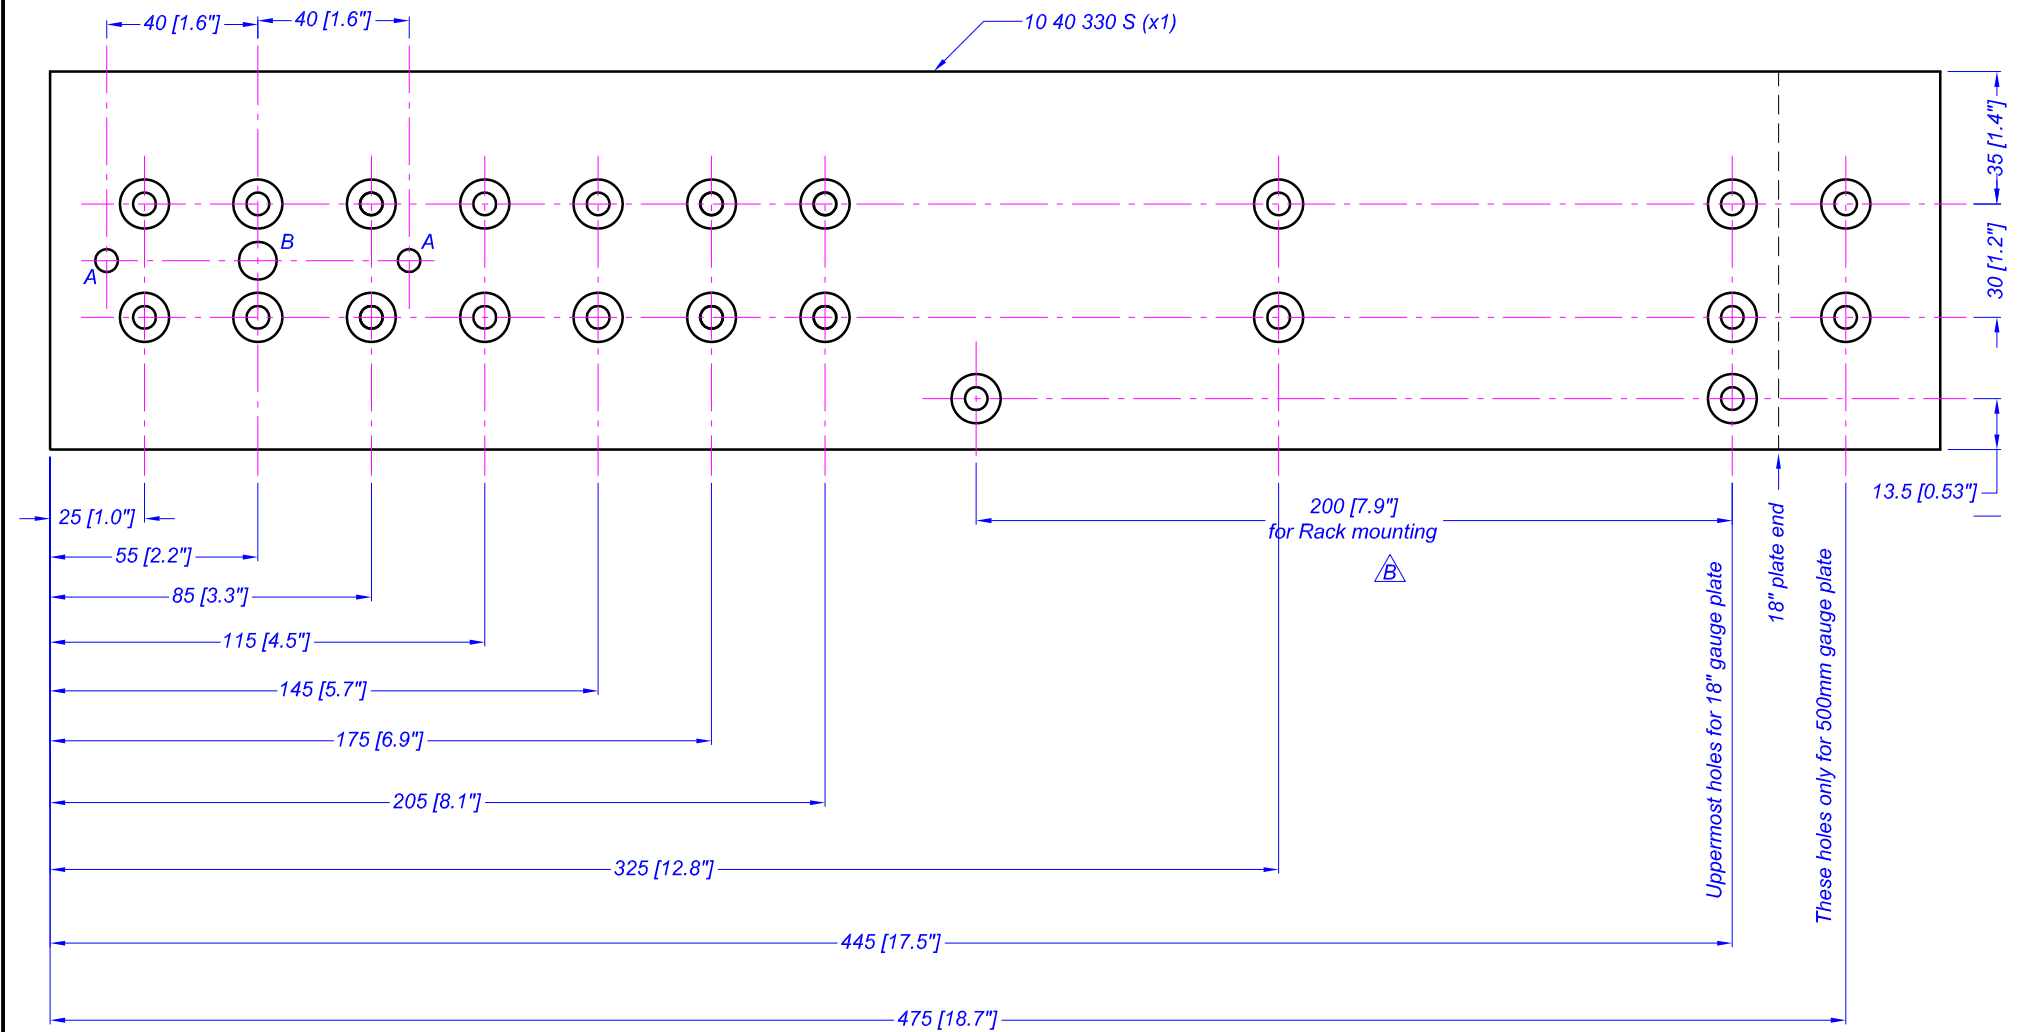 40 [1.6"]
40 [1.6"]
10 40 330 S (x1)
35 [1.4"]
30 [1.2"]
B
A
A
13.5 [0.53"]
200 [7.9"]
for Rack mounting
B
25 [1.0"]
55 [2.2"]
85 [3.3"]
115 [4.5"]
145 [5.7"]
175 [6.9"]
205 [8.1"]
325 [12.8"]
445 [17.5"]
475 [18.7"]
Uppermost holes for 18" gauge plate
18" plate end
These holes only for 500mm gauge plate